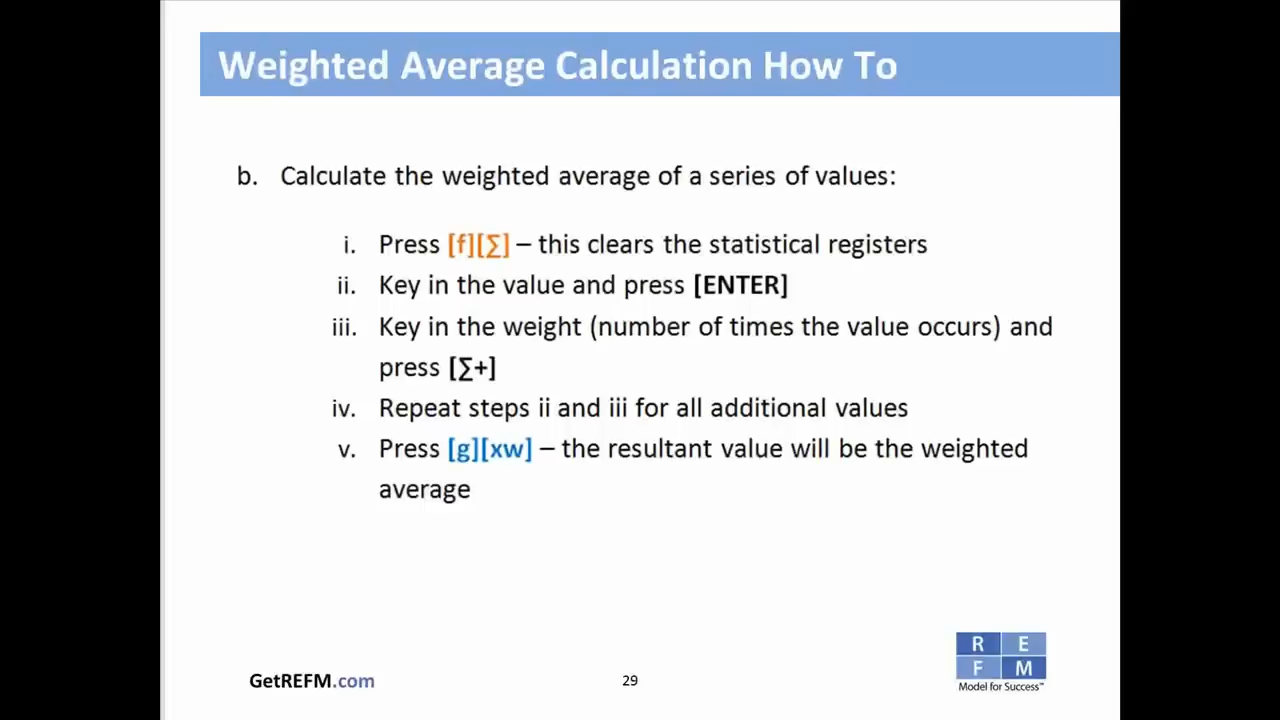 Weighted Average Calculation How To
b. Calculate the weighted average of a series of values:
i. Press [f][∑] – this clears the statistical registers
ii. Key in the value and press [ENTER]
iii. Key in the weight (number of times the value occurs) and
press [∑+]
iv. Repeat steps ii and iii for all additional values
v. Press [g][xw] – the resultant value will be the weighted
average
GetREFM.com
29
R E
F M
Model for Success™